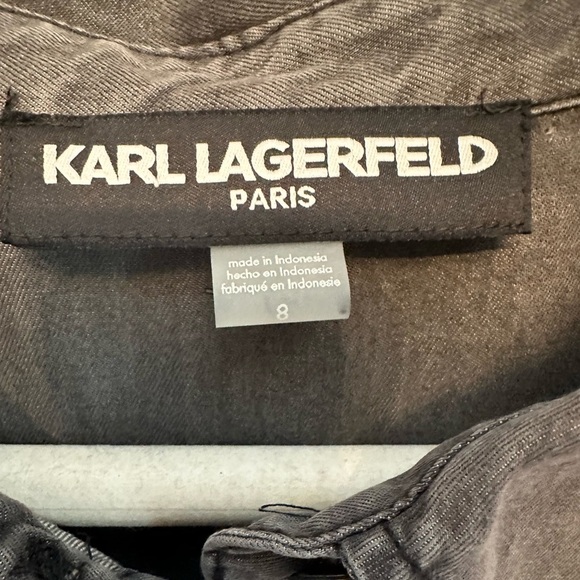 KARL LAGERFELD
PARIS
made in Indonesia
hecho en Indonesia
fabriqué en Indonesie
8